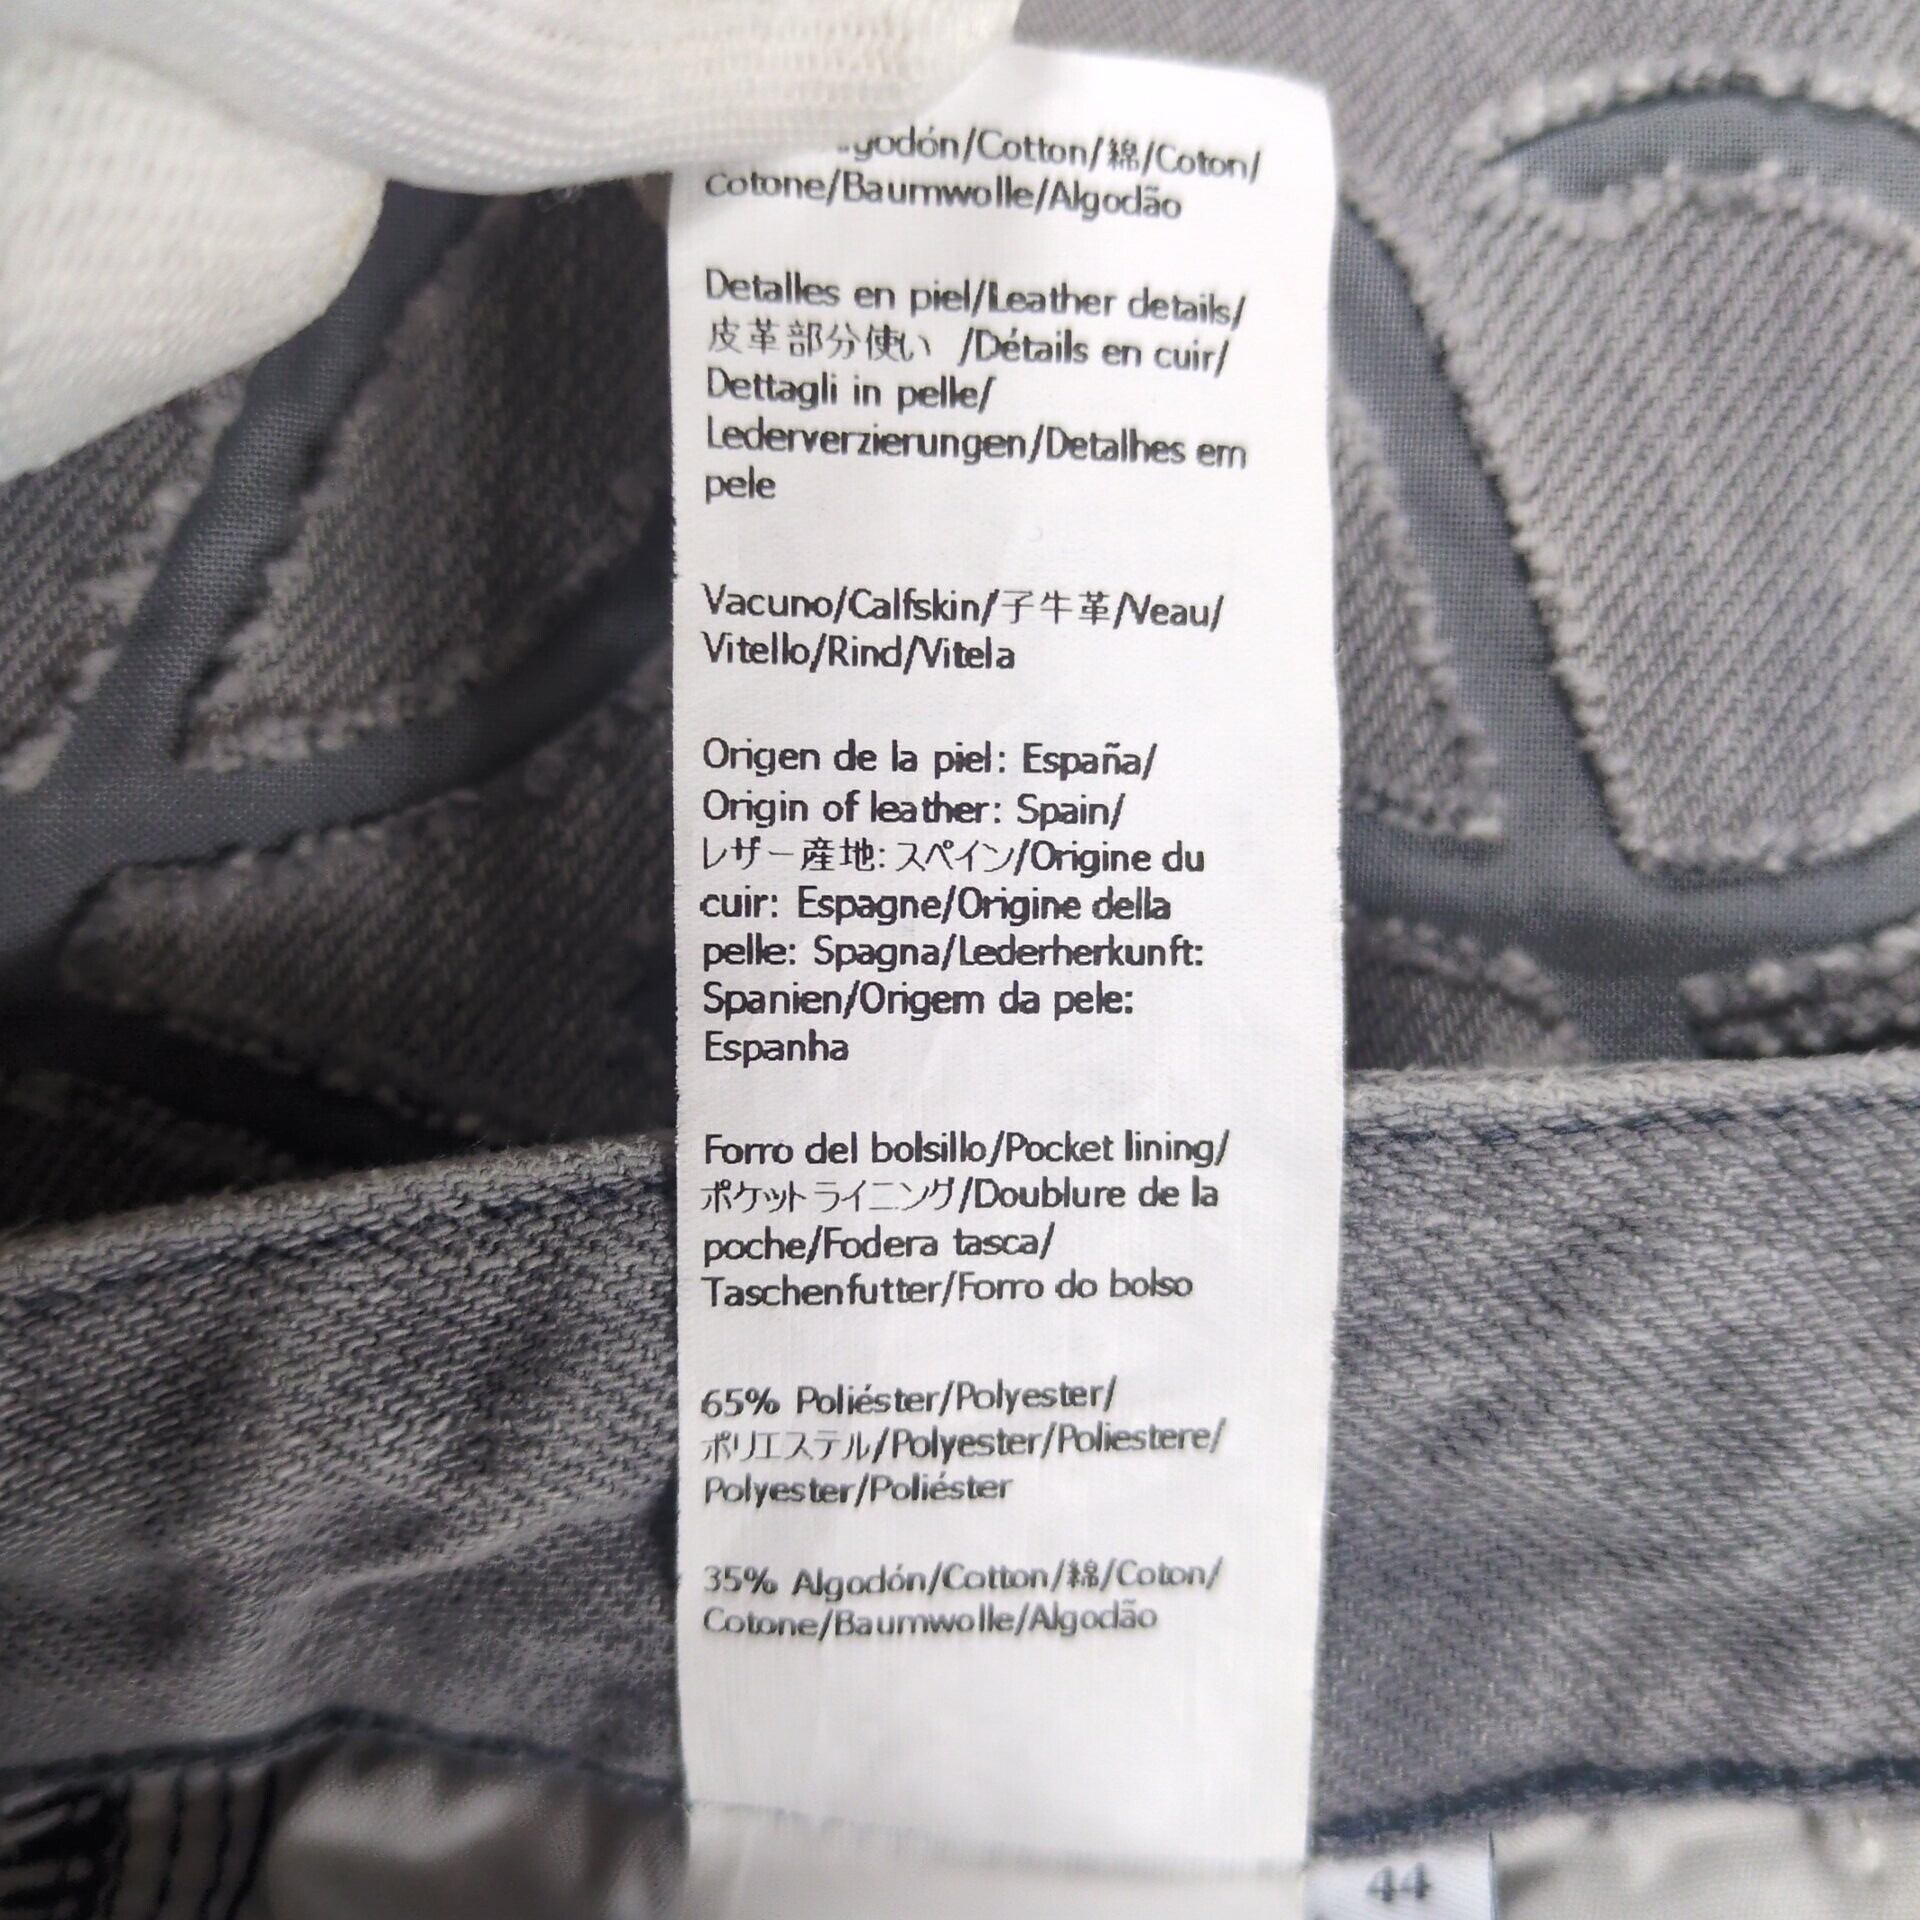 /Cotton/綿/Coton/
Cotone/Baumwolle/Algodão
Detalles en piel/Leather details/
皮革部分使い /Détails en cuir/
Dettagli in pelle/
Lederverzierungen/Detalhes em
pele
Vacuno/Calfskin/子牛革/Veau/
Vitello/Rind/Vitela
Origen de la piel: España/
Origin of leather: Spain/
レザー産地: スペイン/Origine du
cuir: Espagne/Origine della
pelle: Spagna/Lederherkunft:
Spanien/Origem da pele:
Espanha
Forro del bolsillo/Pocket lining/
ポケットライニング/Doublure de la
poche/Fodera tasca/
Taschenfutter/Forro do bolso
65% Poliéster/Polyester/
ポリエステル/Polyester/Poliestere/
Polyester/Poliéster
35% Algodón/Cotton/綿/Coton/
Cotone/Baumwolle/Algodão
44